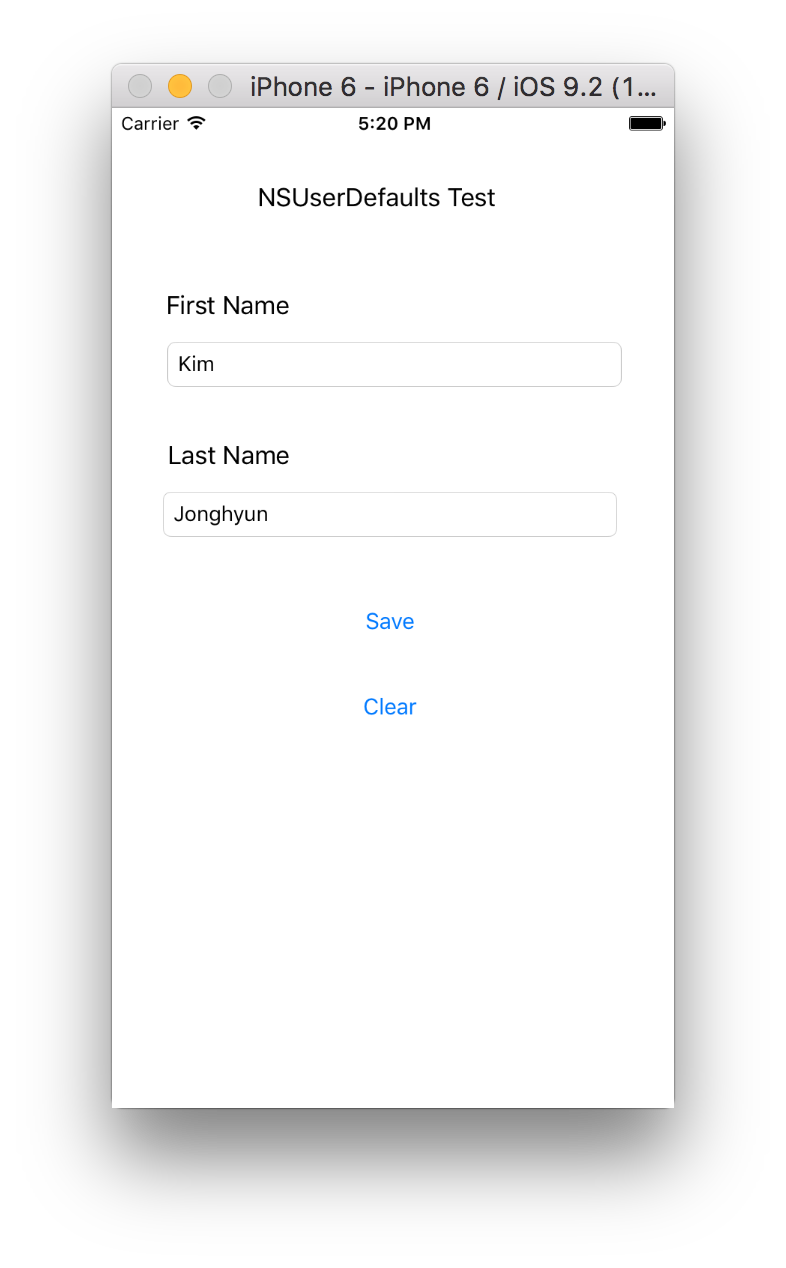 iPhone 6 - iPhone 6 / iOS 9.2 (1...
Carrier 5:20 PM
NSUserDefaults Test
First Name
Kim
Last Name
Jonghyun
Save
Clear